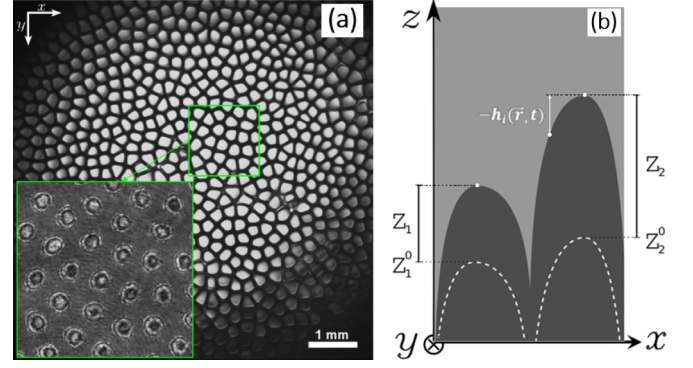 x
y
(a)
1 mm
z
(b)
-h_i(r⃗, t)
Z_1
Z_1^0
Z_2
Z_2^0
y ⊗
x